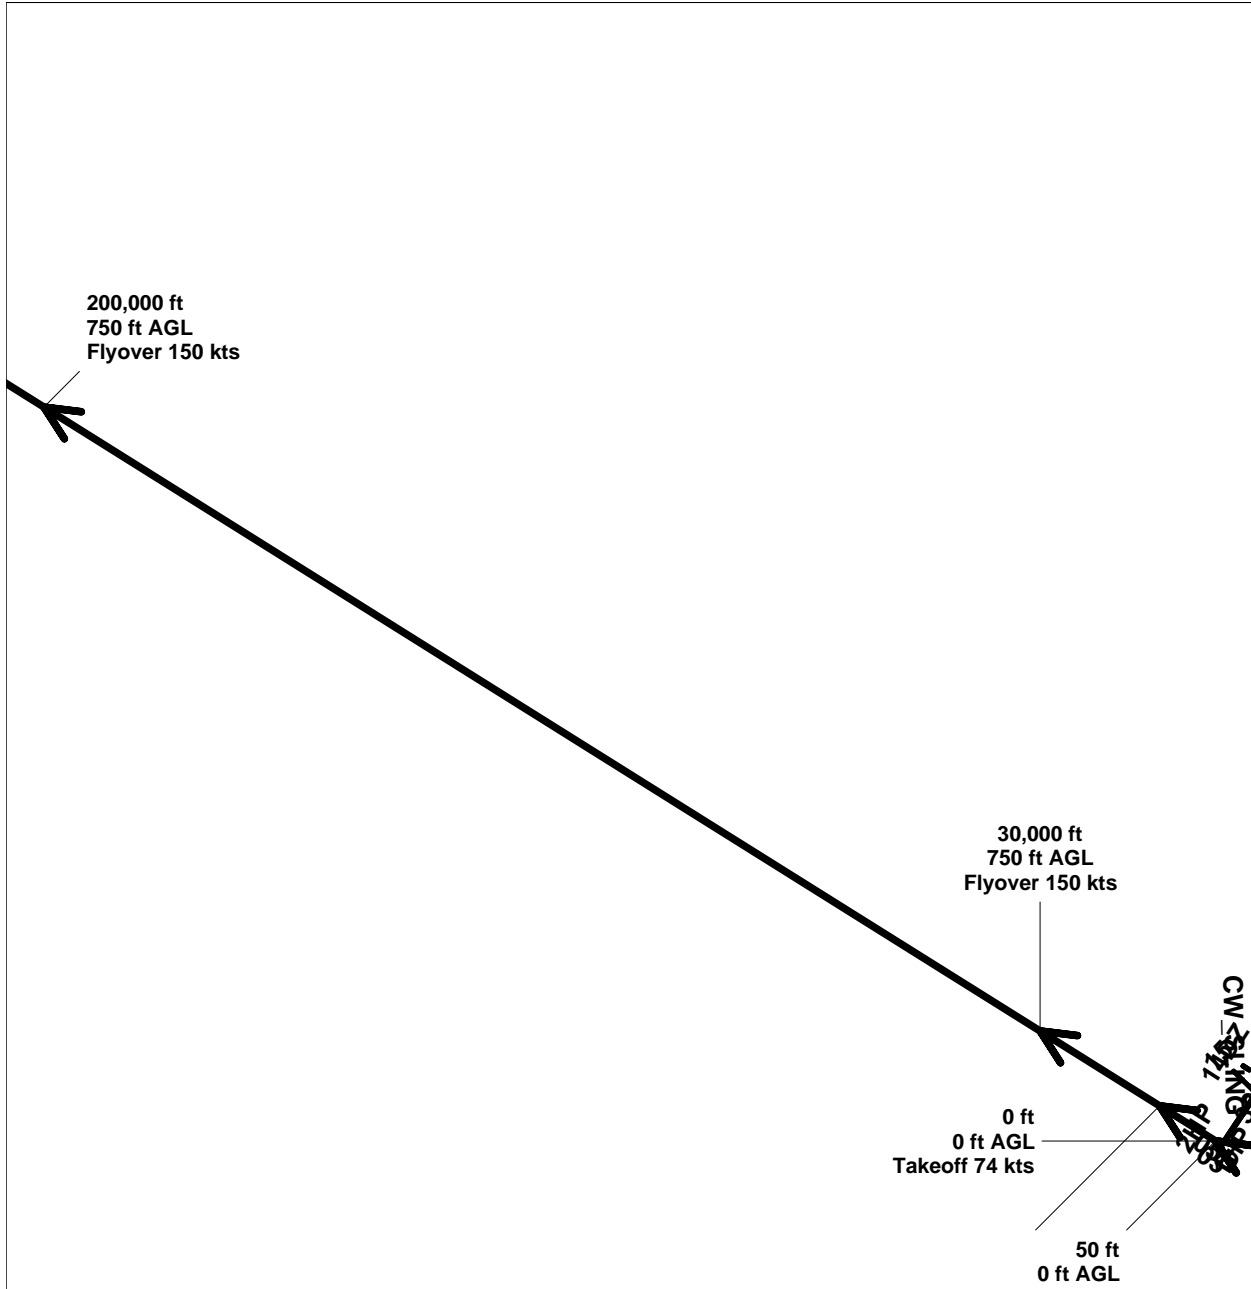 200,000 ft
750 ft AGL
Flyover 150 kts
30,000 ft
750 ft AGL
Flyover 150 kts
CW
0 ft
0 ft AGL
Takeoff 74 kts
50 ft
0 ft AGL